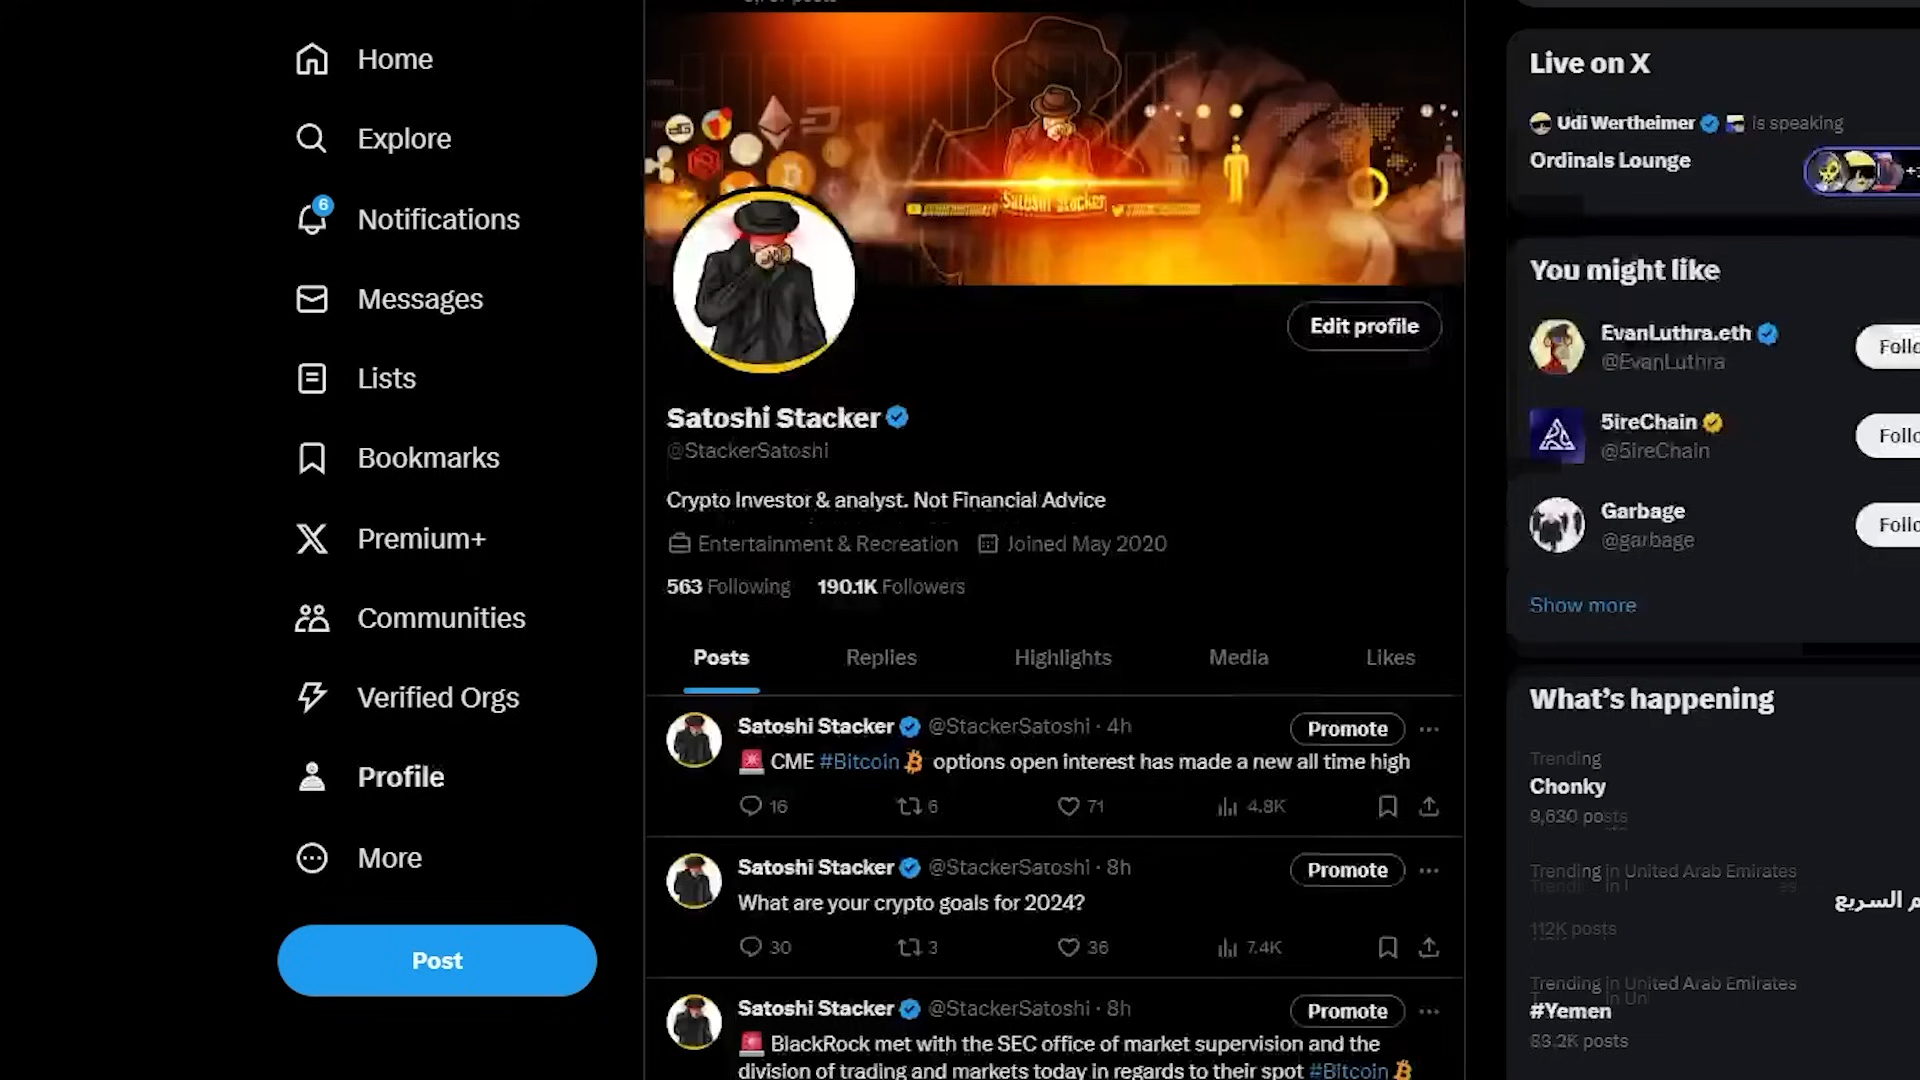 Home
Explore
6
Notifications
Messages
Lists
Bookmarks
Premium+
Communities
Verified Orgs
Profile
More
Post
Satoshi Stacker
Edit profile
Satoshi Stacker
@StackerSatoshi
Crypto Investor & analyst. Not Financial Advice
Entertainment & Recreation Joined May 2020
563 Following 190.1K Followers
Posts Replies Highlights Media Likes
Satoshi Stacker @StackerSatoshi · 4h Promote
CME #Bitcoin options open interest has made a new all time high
16 6 71 4.8K
Satoshi Stacker @StackerSatoshi · 8h Promote
What are your crypto goals for 2024?
30 3 36 7.4K
Satoshi Stacker @StackerSatoshi · 8h Promote
BlackRock met with the SEC office of market supervision and the
division of trading and markets today in regards to their spot #Bitcoin
Live on X
Udi Wertheimer is speaking
Ordinals Lounge
You might like
EvanLuthra.eth
@EvanLuthra
Follo
5ireChain
@5ireChain
Follo
Garbage
@garbage
Follo
Show more
What's happening
Trending
Chonky
9,630 posts
Trending in United Arab Emirates
السريع
112K posts
Trending in United Arab Emirates
#Yemen
83.2K posts